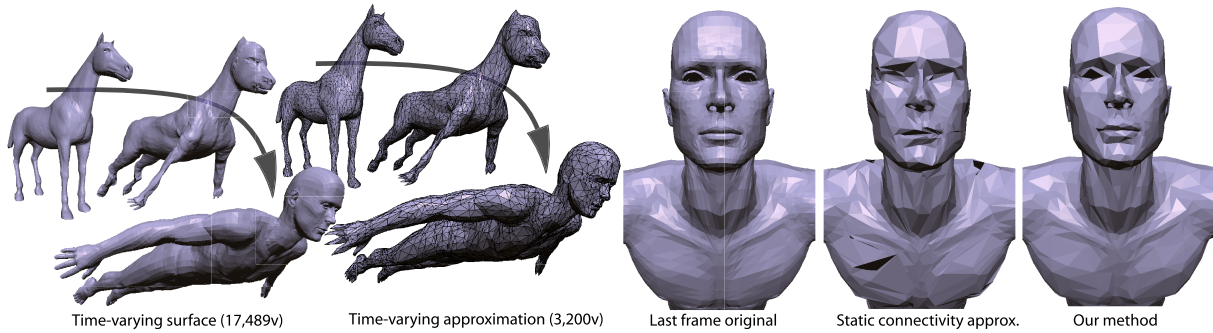 Time-varying surface (17,489v)
Time-varying approximation (3,200v)
Last frame original
Static connectivity approx.
Our method